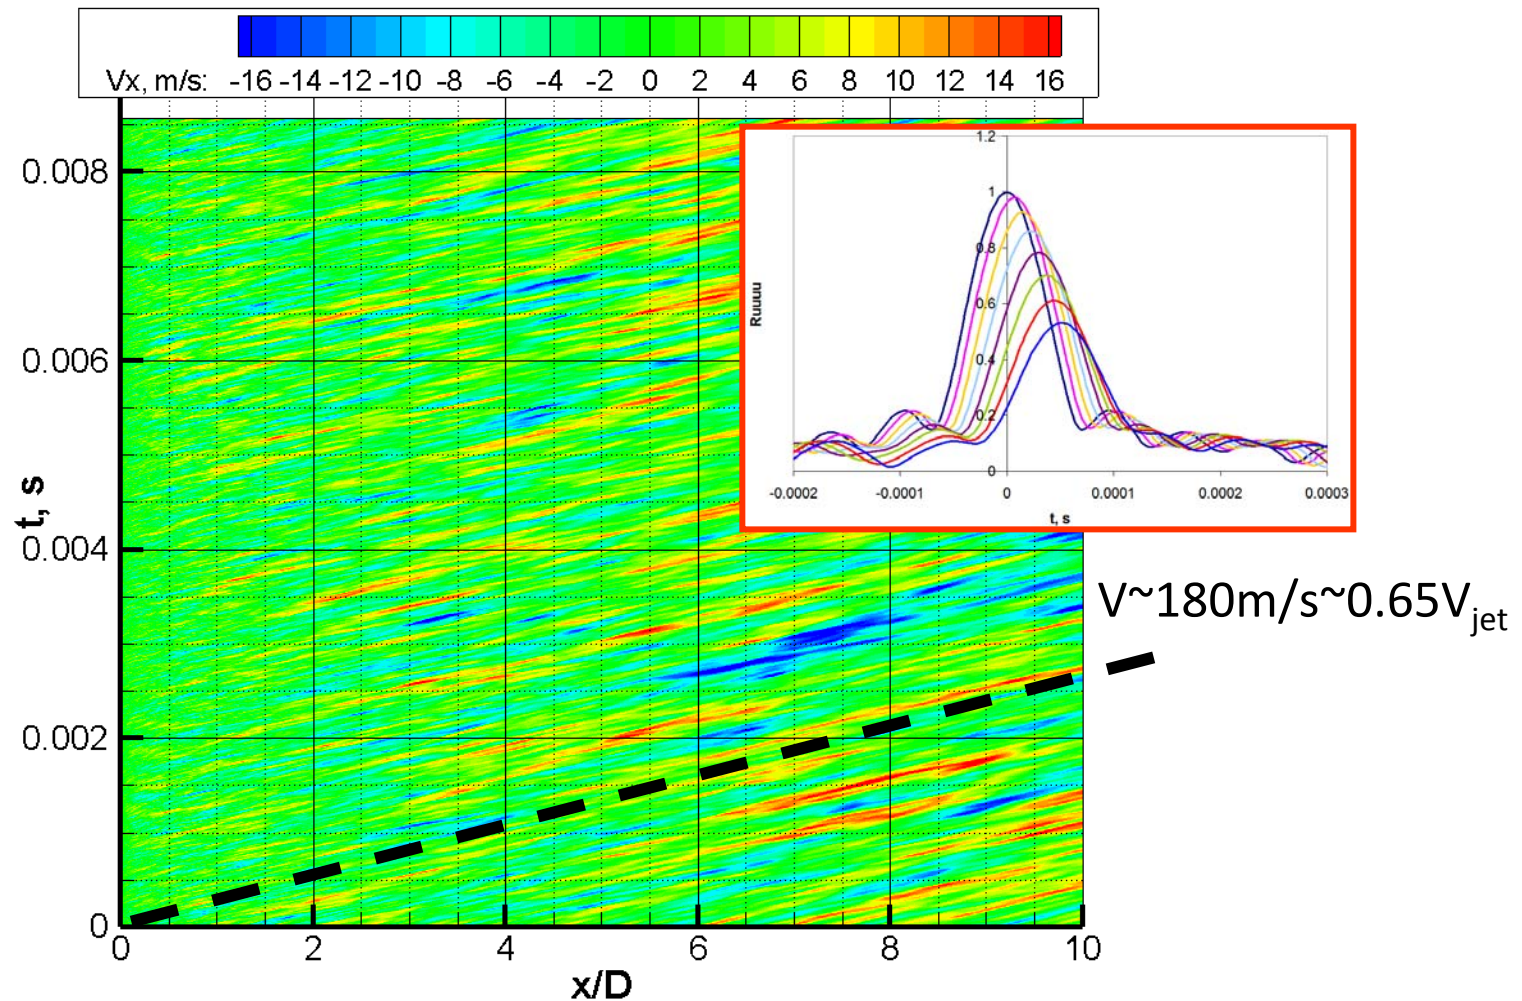 Vx, m/s: -16 -14 -12 -10 -8 -6 -4 -2 0 2 4 6 8 10 12 14 16
t, s
0.008
0.006
0.004
0.002
0
0 2 4 6 8 10
x/D
Ruuuu
1.2
1
0.8
0.6
0.4
0.2
0
-0.0002 -0.0001 0 0.0001 0.0002 0.0003
t, s
V~180m/s~0.65Vjet